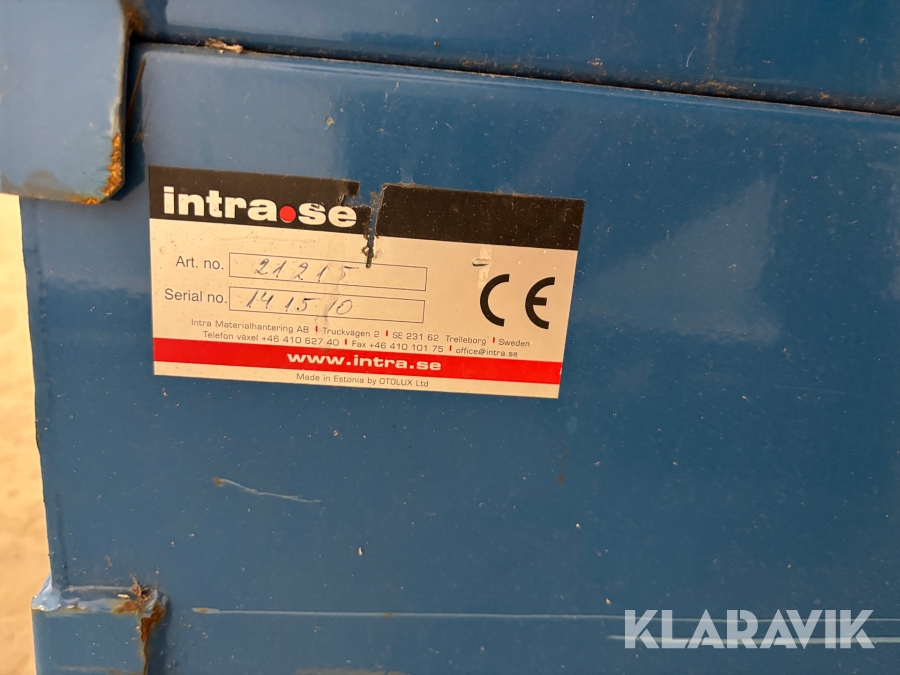 intra.se
Art. no. 21215
Serial no. 141510
Intra Materialhantering AB I Truckvägen 2 I SE 231 62 Trelleborg I Sweden
Telefon växel +46 410 627 40 I Fax +46 410 101 75 I office@intra.se
CE
www.intra.se
Made in Estonia by OTOLUX Ltd
KLARAVIK